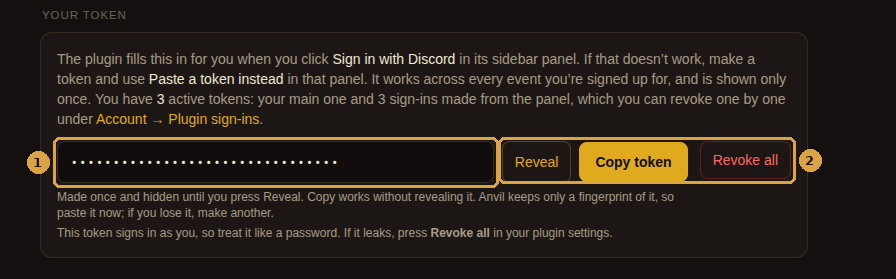 YOUR TOKEN
The plugin fills this in for you when you click Sign in with Discord in its sidebar panel. If that doesn’t work, make a
token and use Paste a token instead in that panel. It works across every event you’re signed up for, and is shown only
once. You have 3 active tokens: your main one and 3 sign-ins made from the panel, which you can revoke one by one
under Account → Plugin sign-ins.
1 •••••••••••••••••••••••••••••••• Reveal Copy token Revoke all 2
Made once and hidden until you press Reveal. Copy works without revealing it. Anvil keeps only a fingerprint of it, so
paste it now; if you lose it, make another.
This token signs in as you, so treat it like a password. If it leaks, press Revoke all in your plugin settings.